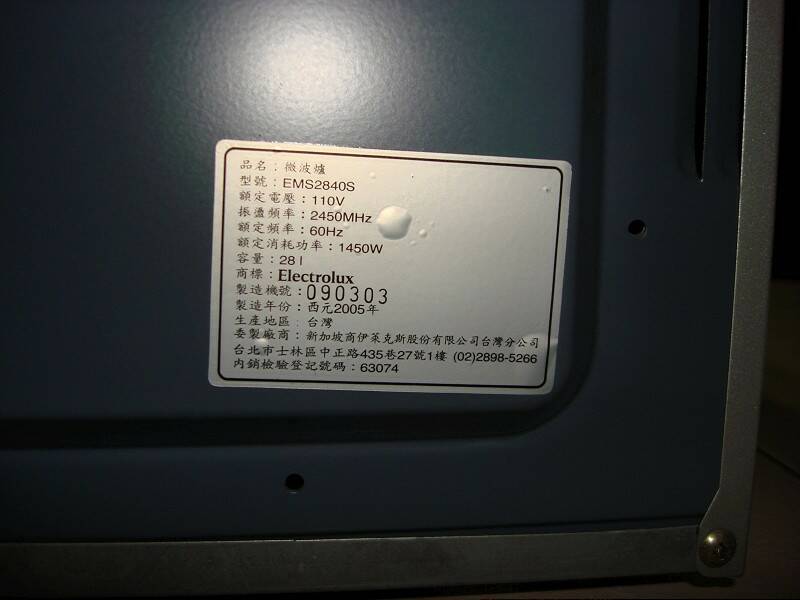 品名：微波爐
型號：EMS2840S
額定電壓：110V
振盪頻率：2450MHz
額定頻率：60Hz
額定消耗功率：1450W
容量：28l
商標：Electrolux
製造機號：090303
製造年份：西元2005年
生產地區：台灣
委製廠商：新加坡商伊萊克斯股份有限公司台灣分公司
台北市士林區中正路435巷27號1樓 (02)2898-5266
內銷檢驗登記號碼：63074